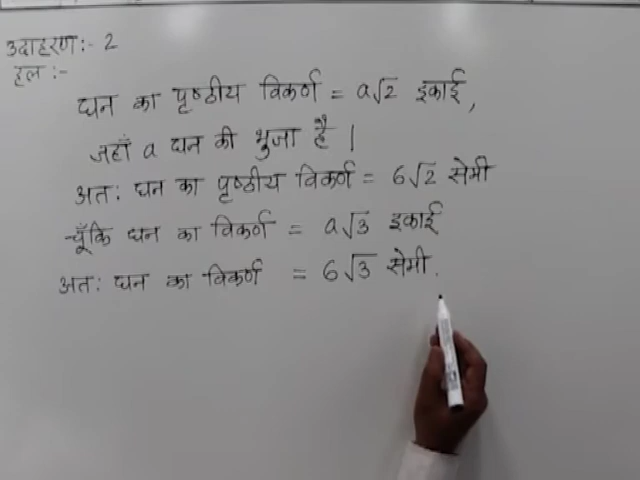 उदाहरण:- 2
हल:-
घन का पृष्ठीय विकर्ण = a√2 इकाई,
जहाँ a घन की भुजा है |
अत: घन का पृष्ठीय विकर्ण = 6√2 सेमी
चूँकि घन का विकर्ण = a√3 इकाई
अत: घन का विकर्ण = 6√3 सेमी.